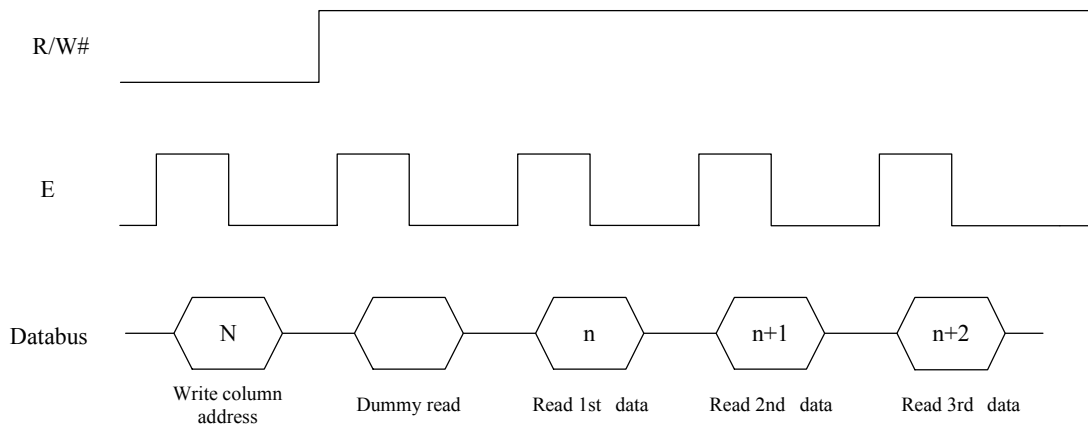 R/W#
E
Databus
N
n
n+1
n+2
Write column
address
Dummy read
Read 1st data
Read 2nd data
Read 3rd data